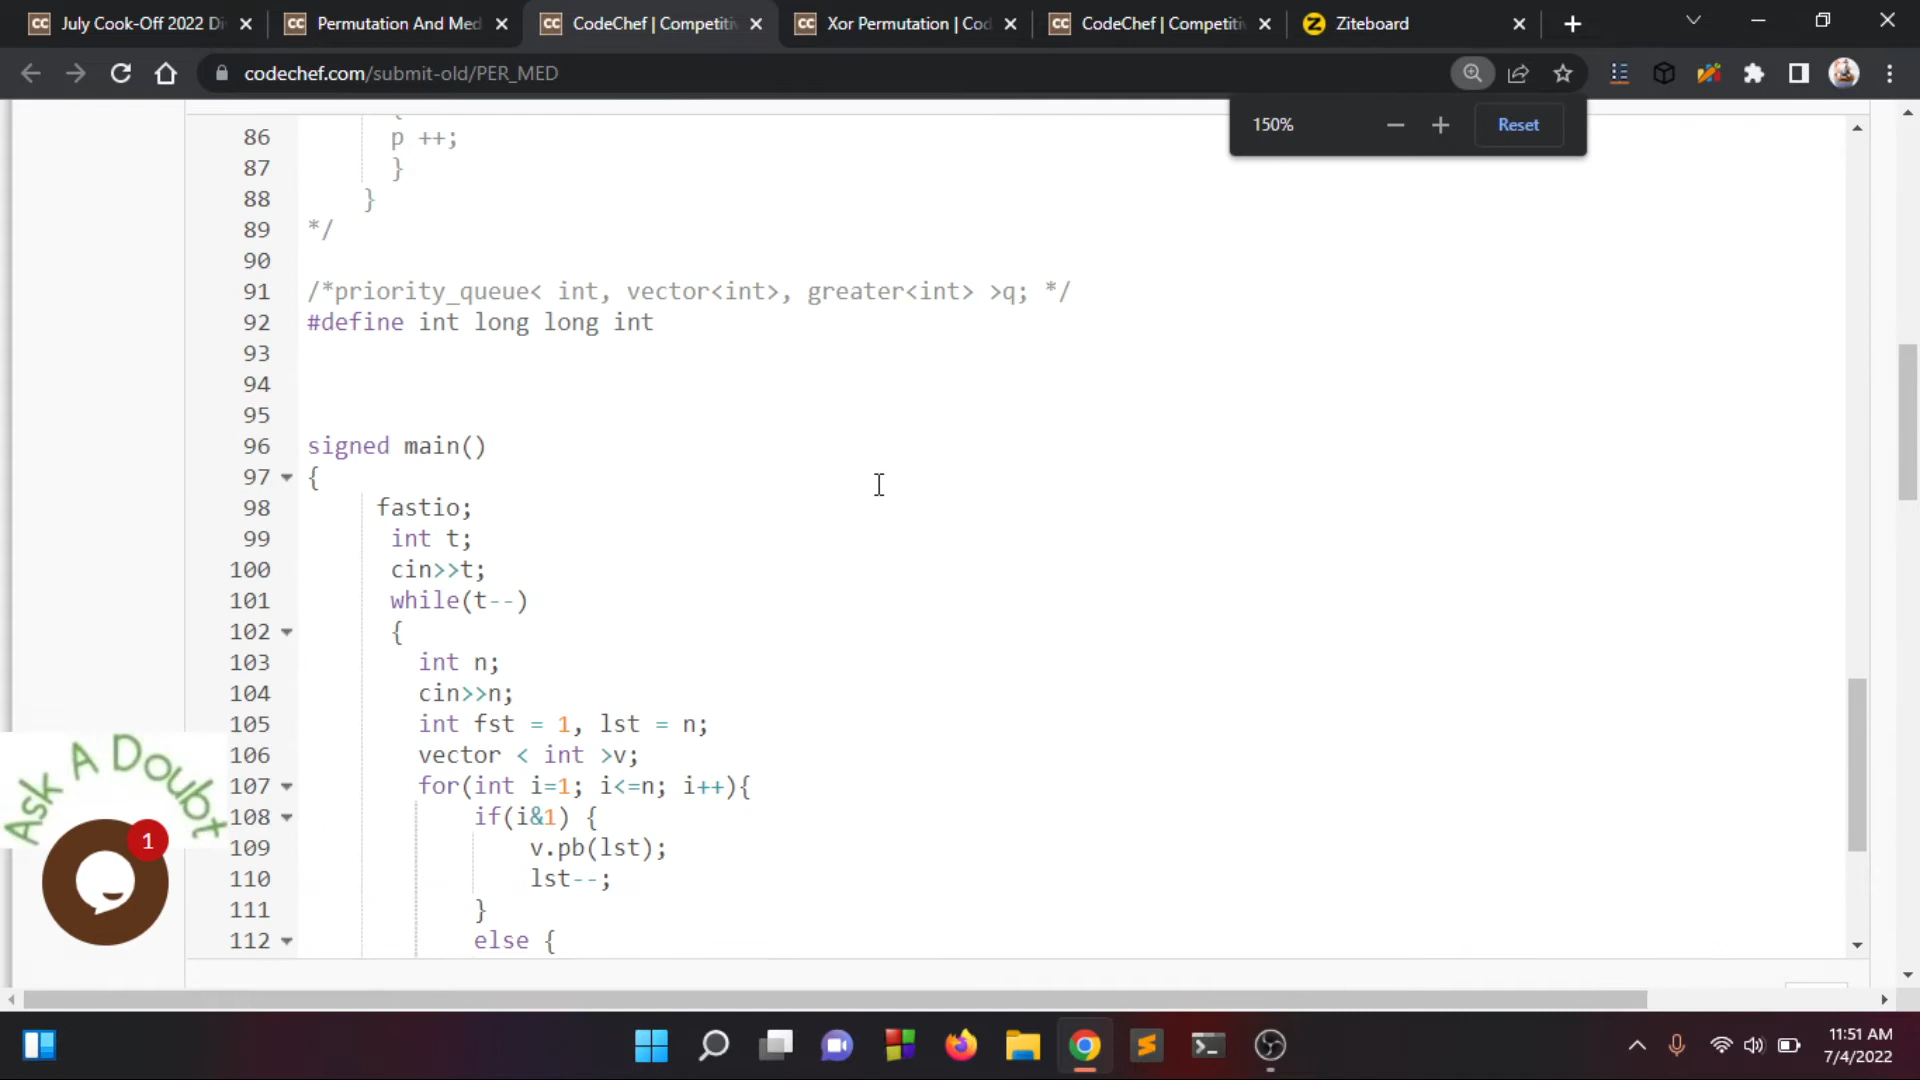 July Cook-Off 2022 Di
Permutation And Med
CodeChef | Competitiv
Xor Permutation | Cod
CodeChef | Competitiv
Ziteboard
codechef.com/submit-old/PER_MED
150%
Reset
86 p ++;
87 }
88 }
89 */
90
91 /*priority_queue< int, vector<int>, greater<int> >q; */
92 #define int long long int
93
94
95
96 signed main()
97 {
98 fastio;
99 int t;
100 cin>>t;
101 while(t--)
102 {
103 int n;
104 cin>>n;
105 int fst = 1, lst = n;
106 vector < int >v;
107 for(int i=1; i<=n; i++){
108 if(i&1) {
109 v.pb(lst);
110 lst--;
111 }
112 else {
Ask A Doubt
1
11:51 AM
7/4/2022